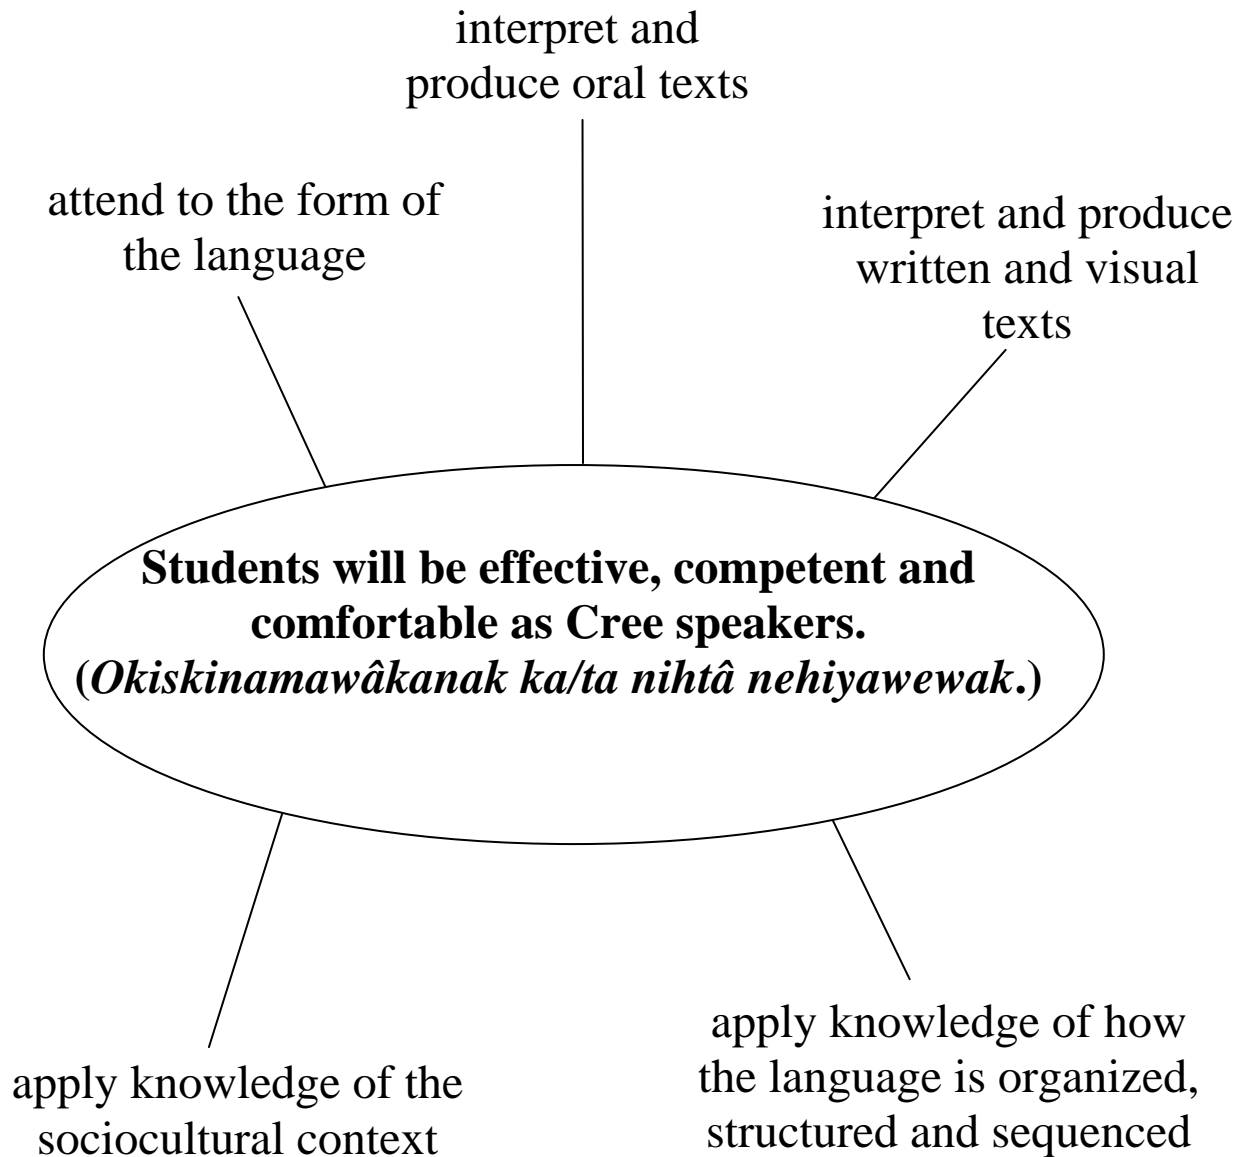 interpret and
produce oral texts
attend to the form of
the language
interpret and produce
written and visual
texts
Students will be effective, competent and
comfortable as Cree speakers.
(Okiskinamawâkanak ka/ta nihtâ nehiyawewak.)
apply knowledge of the
sociocultural context
apply knowledge of how
the language is organized,
structured and sequenced